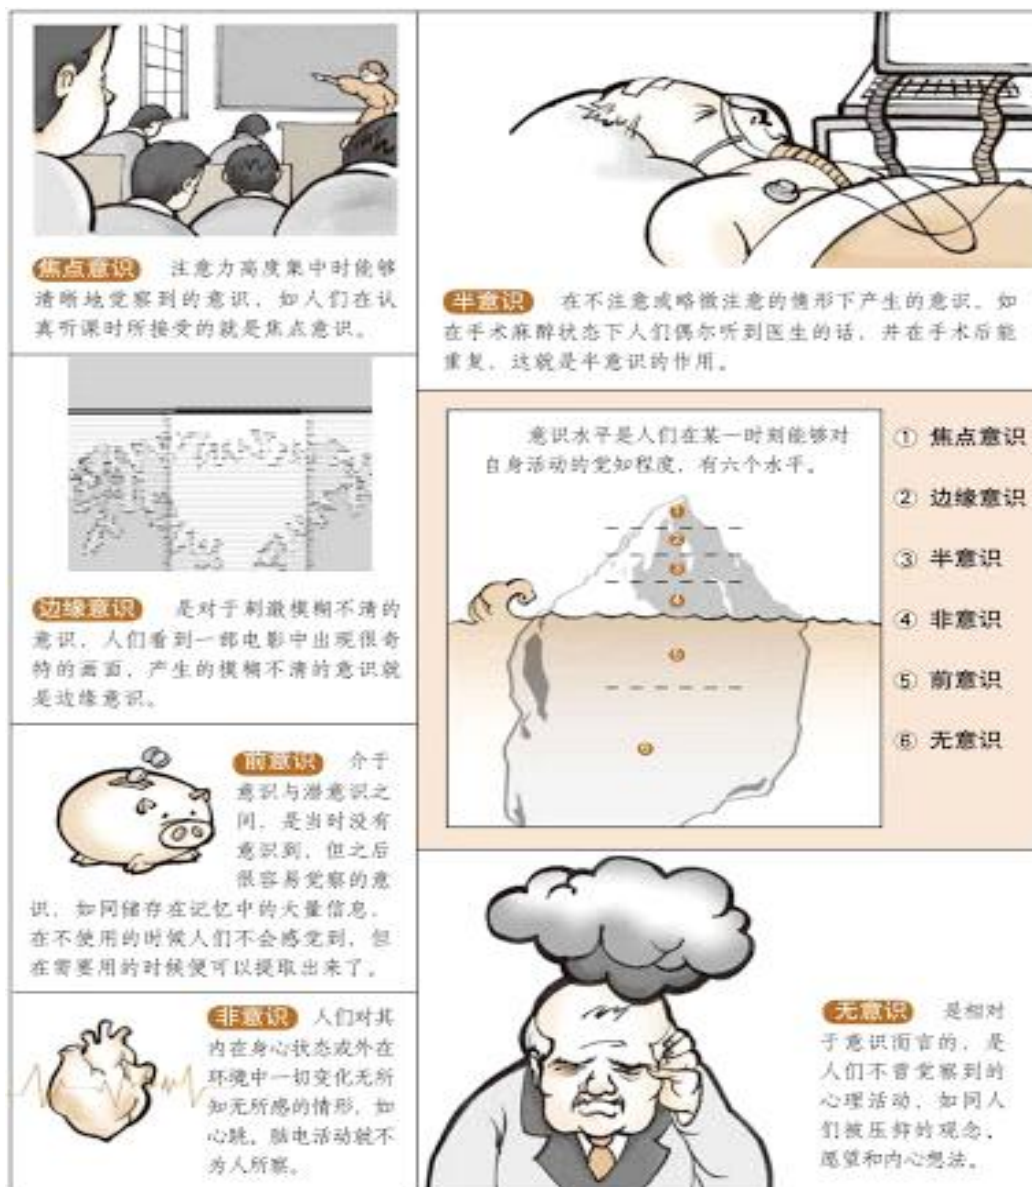 焦点意识 注意力高度集中时能够
清晰地觉察到的意识，如人们在认
真听课时所接受的就是焦点意识。
半意识 在不注意或略微注意的情形下产生的意识。如
在手术麻醉状态下人们偶尔听到医生的话，并在手术后能
重复，这就是半意识的作用。
边缘意识 是对于刺激模糊不清的
意识，人们看到一部电影中出现很奇
特的画面，产生的模糊不清的意识就
是边缘意识。
意识水平是人们在某一时刻能够对
自身活动的觉知程度，有六个水平。
1
2
3
4
5
6
① 焦点意识
② 边缘意识
③ 半意识
④ 非意识
⑤ 前意识
⑥ 无意识
前意识 介于
意识与潜意识之
间，是当时没有
意识到，但之后
很容易觉察的意
识，如同储存在记忆中的大量信息，
在不使用的时候人们不会感觉到，但
在需要用的时候便可以提取出来了。
非意识 人们对其
内在身心状态或外在
环境中一切变化无所
知无所感的情形，如
心跳，脑电活动就不
为人所察。
无意识 是相对
于意识而言的，是
人们不曾觉察到的
心理活动，如同人
们被压抑的观念、
愿望和内心想法。